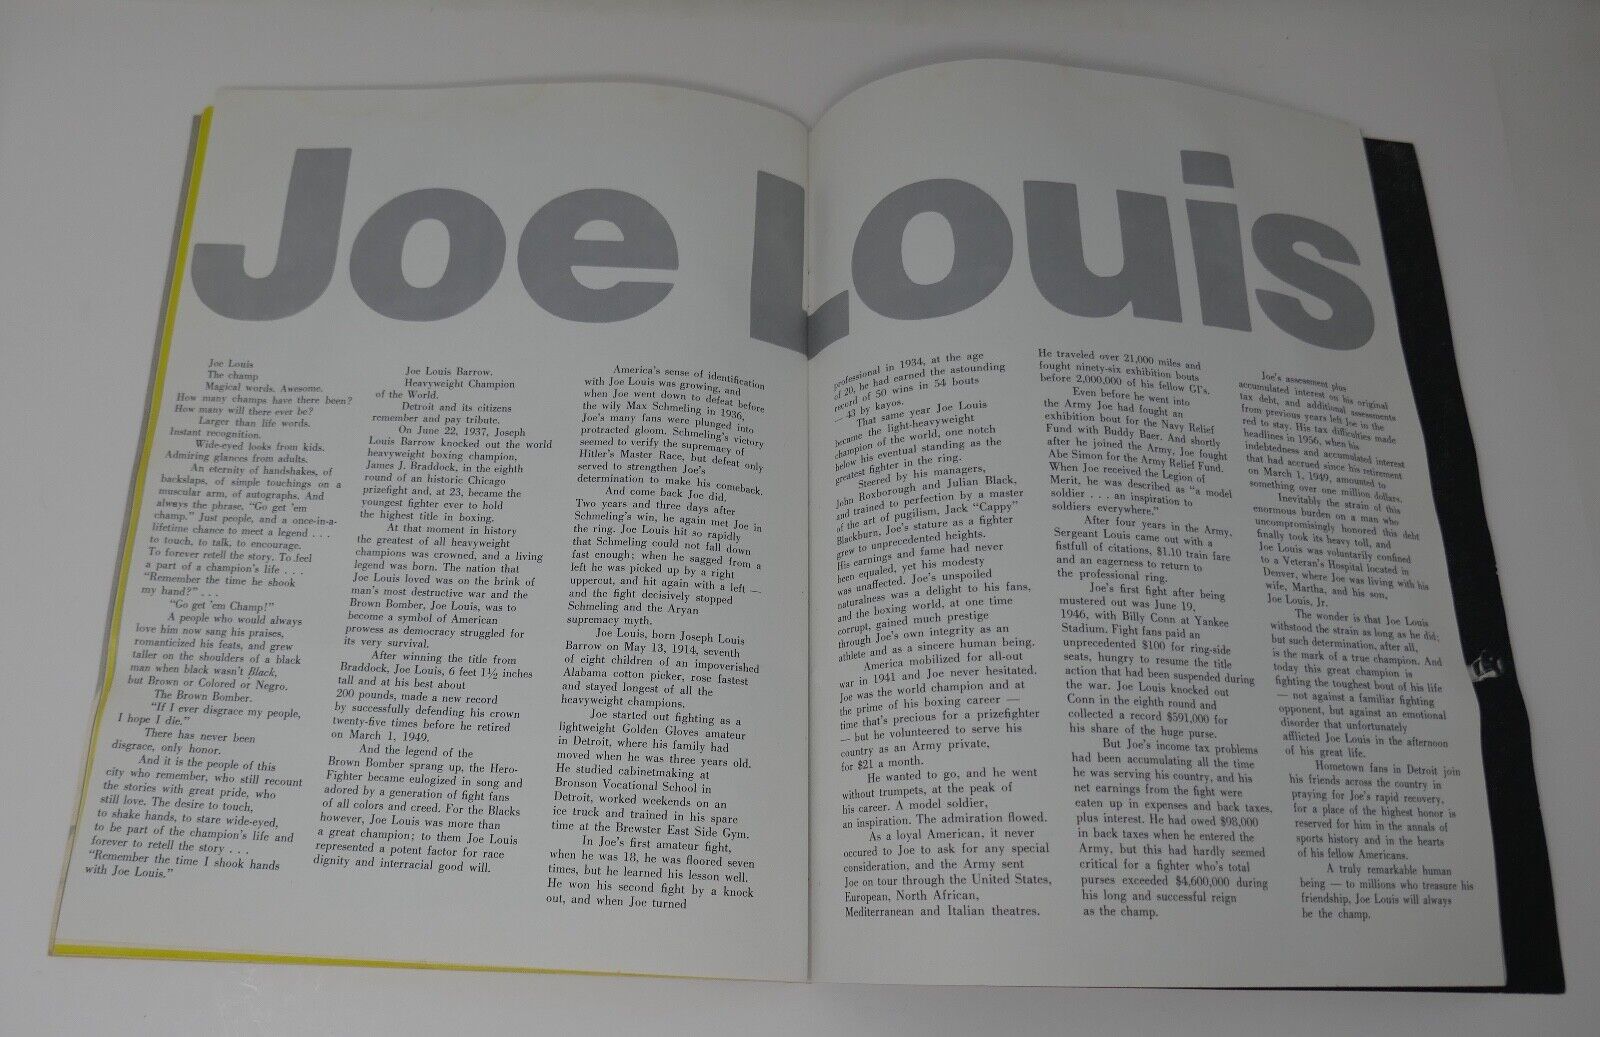 Joe Louis
Joe Louis
The champ
Magical words. Awesome.
How many champs have there been?
How many will there ever be?
Larger than life words.
Instant recognition.
Wide-eyed looks from kids.
Admiring glances from adults.
An eternity of handshakes, of
backslaps, of simple touchings on a
muscular arm, of autographs. And
always the phrase, "Go get 'em
champ." Just people, and a once-in-a-
lifetime chance to meet a legend . . .
to touch, to talk, to encourage.
To forever retell the story. To feel
a part of a champion's life . . .
"Remember the time he shook
my hand?" . . .
"Go get 'em Champ!"
A people who would always
love him now sang his praises,
romanticized his feats, and grew
taller on the shoulders of a black
man when black wasn't Black,
but Brown or Colored or Negro.
The Brown Bomber.
"If I ever disgrace my people,
I hope I die."
There has never been
disgrace, only honor.
And it is the people of this
city who remember, who still recount
the stories with great pride, who
still love. The desire to touch,
to shake hands, to stare wide-eyed,
to be part of the champion's life and
forever to retell the story . . .
"Remember the time I shook hands
with Joe Louis."
Joe Louis Barrow.
Heavyweight Champion
of the World.
Detroit and its citizens
remember and pay tribute.
On June 22, 1937, Joseph
Louis Barrow knocked out the world
heavyweight boxing champion,
James J. Braddock, in the eighth
round of an historic Chicago
prizefight and, at 23, became the
youngest fighter ever to hold
the highest title in boxing.
At that moment in history
the greatest of all heavyweight
champions was crowned, and a living
legend was born. The nation that
Joe Louis loved was on the brink of
man's most destructive war and the
Brown Bomber, Joe Louis, was to
become a symbol of American
prowess as democracy struggled for
its very survival.
After winning the title from
Braddock, Joe Louis, 6 feet 1½ inches
tall and at his best about
200 pounds, made a new record
by successfully defending his crown
twenty-five times before he retired
on March 1, 1949.
And the legend of the
Brown Bomber sprang up, the Hero-
Fighter became eulogized in song and
adored by a generation of fight fans
of all colors and creed. For the Blacks
however, Joe Louis was more than
a great champion; to them Joe Louis
represented a potent factor for race
dignity and interracial good will.
America's sense of identification
with Joe Louis was growing, and
when Joe went down to defeat before
the wily Max Schmeling in 1936,
Joe's many fans were plunged into
protracted gloom. Schmeling's victory
seemed to verify the supremacy of
Hitler's Master Race, but defeat only
served to strengthen Joe's
determination to make his comeback.
And come back Joe did.
Two years and three days after
Schmeling's win, he again met Joe in
the ring. Joe Louis hit so rapidly
that Schmeling could not fall down
fast enough; when he sagged from a
left he was picked up by a right
uppercut, and hit again with a left —
and the fight decisively stopped
Schmeling and the Aryan
supremacy myth.
Joe Louis, born Joseph Louis
Barrow on May 13, 1914, seventh
of eight children of an impoverished
Alabama cotton picker, rose fastest
and stayed longest of all the
heavyweight champions.
Joe started out fighting as a
lightweight Golden Gloves amateur
in Detroit, where his family had
moved when he was three years old.
He studied cabinetmaking at
Bronson Vocational School in
Detroit, worked weekends on an
ice truck and trained in his spare
time at the Brewster East Side Gym.
In Joe's first amateur fight,
when he was 18, he was floored seven
times, but he learned his lesson well.
He won his second fight by a knock
out, and when Joe turned
professional in 1934, at the age
of 20, he had earned the astounding
record of 50 wins in 54 bouts
— 43 by kayos.
That same year Joe Louis
became the light-heavyweight
champion of the world, one notch
below his eventual standing as the
greatest fighter in the ring.
Steered by his managers,
John Roxborough and Julian Black,
and trained to perfection by a master
of the art of pugilism, Jack "Cappy"
Blackburn, Joe's stature as a fighter
grew to unprecedented heights.
His earnings and fame had never
been equaled, yet his modesty
was unaffected. Joe's unspoiled
naturalness was a delight to his fans,
and the boxing world, at one time
corrupt, gained much prestige
through Joe's own integrity as an
athlete and as a sincere human being.
America mobilized for all-out
war in 1941 and Joe never hesitated.
Joe was the world champion and at
the prime of his boxing career —
time that's precious for a prizefighter
— but he volunteered to serve his
country as an Army private,
for $21 a month.
He wanted to go, and he went
without trumpets, at the peak of
his career. A model soldier,
an inspiration. The admiration flowed.
As a loyal American, it never
occured to Joe to ask for any special
consideration, and the Army sent
Joe on tour through the United States,
European, North African,
Mediterranean and Italian theatres.
He traveled over 21,000 miles and
fought ninety-six exhibition bouts
before 2,000,000 of his fellow GI's.
Even before he went into
the Army Joe had fought an
exhibition bout for the Navy Relief
Fund with Buddy Baer. And shortly
after he joined the Army, Joe fought
Abe Simon for the Army Relief Fund.
When Joe received the Legion of
Merit, he was described as "a model
soldier . . . an inspiration to
soldiers everywhere."
After four years in the Army,
Sergeant Louis came out with a
fistfull of citations, $1.10 train fare
and an eagerness to return to
the professional ring.
Joe's first fight after being
mustered out was June 19,
1946, with Billy Conn at Yankee
Stadium. Fight fans paid an
unprecedented $100 for ring-side
seats, hungry to resume the title
action that had been suspended during
the war. Joe Louis knocked out
Conn in the eighth round and
collected a record $591,000 for
his share of the huge purse.
But Joe's income tax problems
had been accumulating all the time
he was serving his country, and his
net earnings from the fight were
eaten up in expenses and back taxes,
plus interest. He had owed $98,000
in back taxes when he entered the
Army, but this had hardly seemed
critical for a fighter who's total
purses exceeded $4,600,000 during
his long and successful reign
as the champ.
Joe's assessment plus
accumulated interest on his original
tax debt, and additional assessments
from previous years left Joe in the
red to stay. His tax difficulties made
headlines in 1956, when his
indebtedness and accumulated interest
that had accrued since his retirement
on March 1, 1949, amounted to
something over one million dollars.
Inevitably the strain of this
enormous burden on a man who
uncompromisingly honored this debt
finally took its heavy toll, and
Joe Louis was voluntarily confined
to a Veteran's Hospital located in
Denver, where Joe was living with his
wife, Martha, and his son,
Joe Louis, Jr.
The wonder is that Joe Louis
withstood the strain as long as he did;
but such determination, after all,
is the mark of a true champion. And
today this great champion is
fighting the toughest bout of his life
— not against a familiar fighting
opponent, but against an emotional
disorder that unfortunately
afflicted Joe Louis in the afternoon
of his great life.
Hometown fans in Detroit join
his friends across the country in
praying for Joe's rapid recovery,
for a place of the highest honor is
reserved for him in the annals of
sports history and in the hearts
of his fellow Americans.
A truly remarkable human
being — to millions who treasure his
friendship, Joe Louis will always
be the champ.